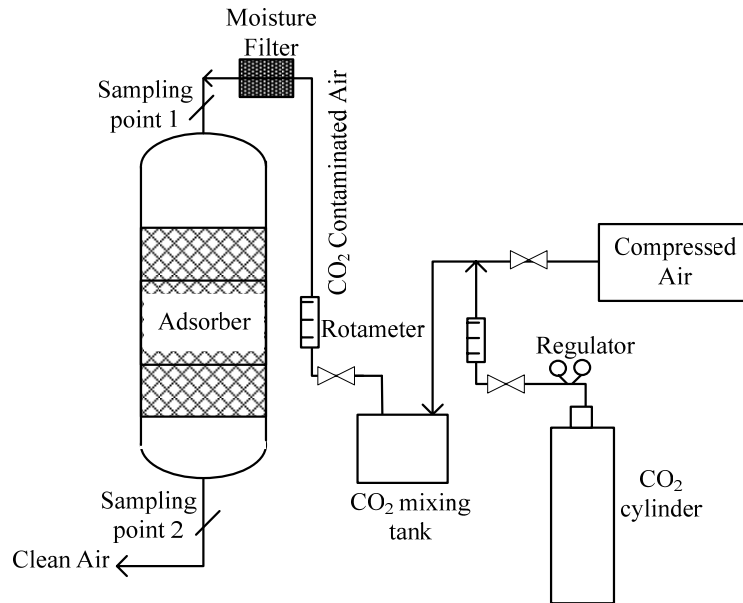 Moisture
Filter
Sampling
point 1
CO₂ Contaminated Air
Compressed
Air
Adsorber
Rotameter
Regulator
CO₂ mixing
tank
CO₂
cylinder
Sampling
point 2
Clean Air